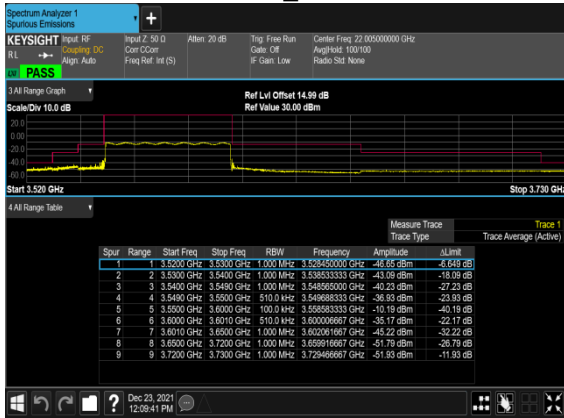 Spectrum Analyzer 1
Spurious Emissions
KEYSIGHT Input: RF Input Z: 50 Ω Atten: 20 dB Trig: Free Run Center Freq: 22.005000000 GHz
RL Coupling: DC Corr CCorr Gate: Off Avg|Hold: 100/100
Align: Auto Freq Ref: Int (S) IF Gain: Low Radio Std: None
PASS
3 All Range Graph
Ref Lvl Offset 14.99 dB
Scale/Div 10.0 dB Ref Value 30.00 dBm
20.0
0.00
-20.0
-40.0
-60.0
Start 3.520 GHz Stop 3.730 GHz
4 All Range Table
Measure Trace Trace 1
Trace Type Trace Average (Active)
Spur Range Start Freq Stop Freq RBW Frequency Amplitude ΔLimit
1 1 3.5200 GHz 3.5300 GHz 1.000 MHz 3.528450000 GHz -46.65 dBm -6.649 dB
2 2 3.5300 GHz 3.5400 GHz 1.000 MHz 3.538533333 GHz -43.09 dBm -18.09 dB
3 3 3.5400 GHz 3.5490 GHz 1.000 MHz 3.548565000 GHz -40.23 dBm -27.23 dB
4 4 3.5490 GHz 3.5500 GHz 510.0 kHz 3.549688333 GHz -36.93 dBm -23.93 dB
5 5 3.5500 GHz 3.6000 GHz 100.0 kHz 3.558583333 GHz -10.19 dBm -40.19 dB
6 6 3.6000 GHz 3.6010 GHz 510.0 kHz 3.600006667 GHz -35.17 dBm -22.17 dB
7 7 3.6010 GHz 3.6500 GHz 1.000 MHz 3.602061667 GHz -45.22 dBm -32.22 dB
8 8 3.6500 GHz 3.7200 GHz 1.000 MHz 3.659916667 GHz -51.79 dBm -26.79 dB
9 9 3.7200 GHz 3.7300 GHz 1.000 MHz 3.729466667 GHz -51.93 dBm -11.93 dB
Dec 23, 2021
12:09:41 PM